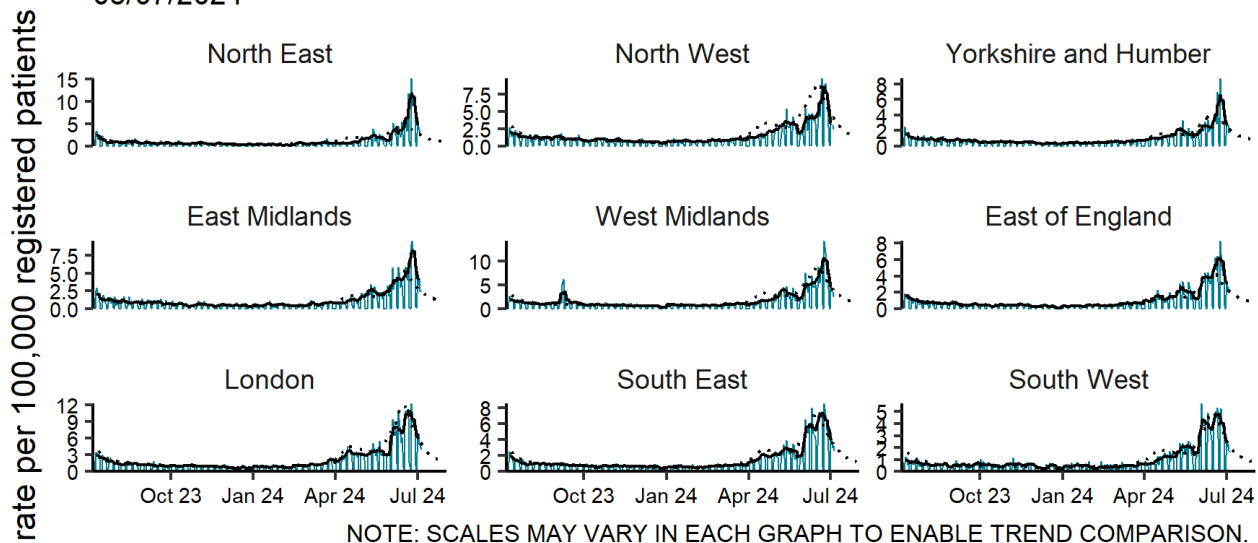 rate per 100,000 registered patients
North East
15
10
5
0
North West
7.5
5.0
2.5
0.0
Yorkshire and Humber
8
6
4
2
0
East Midlands
7.5
5.0
2.5
0.0
West Midlands
10
5
0
East of England
8
6
4
2
0
London
12
9
6
3
0
South East
8
6
4
2
0
South West
5
4
3
2
1
0
Oct 23 Jan 24 Apr 24 Jul 24
Oct 23 Jan 24 Apr 24 Jul 24
Oct 23 Jan 24 Apr 24 Jul 24
NOTE: SCALES MAY VARY IN EACH GRAPH TO ENABLE TREND COMPARISON.